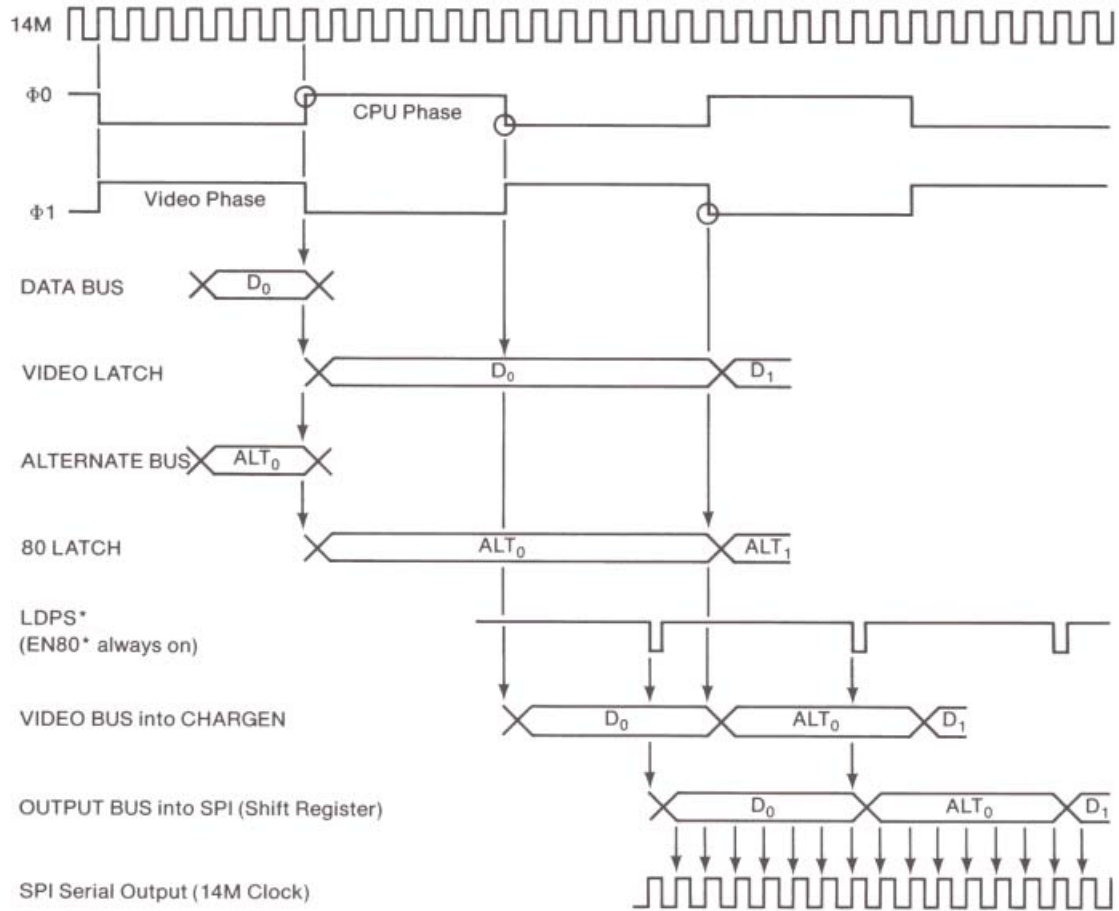 14M
Φ0
CPU Phase
Φ1
Video Phase
DATA BUS
D₀
VIDEO LATCH
D₀
D₁
ALTERNATE BUS
ALT₀
80 LATCH
ALT₀
ALT₁
LDPS*
(EN80* always on)
VIDEO BUS into CHARGEN
D₀
ALT₀
D₁
OUTPUT BUS into SPI (Shift Register)
D₀
ALT₀
D₁
SPI Serial Output (14M Clock)